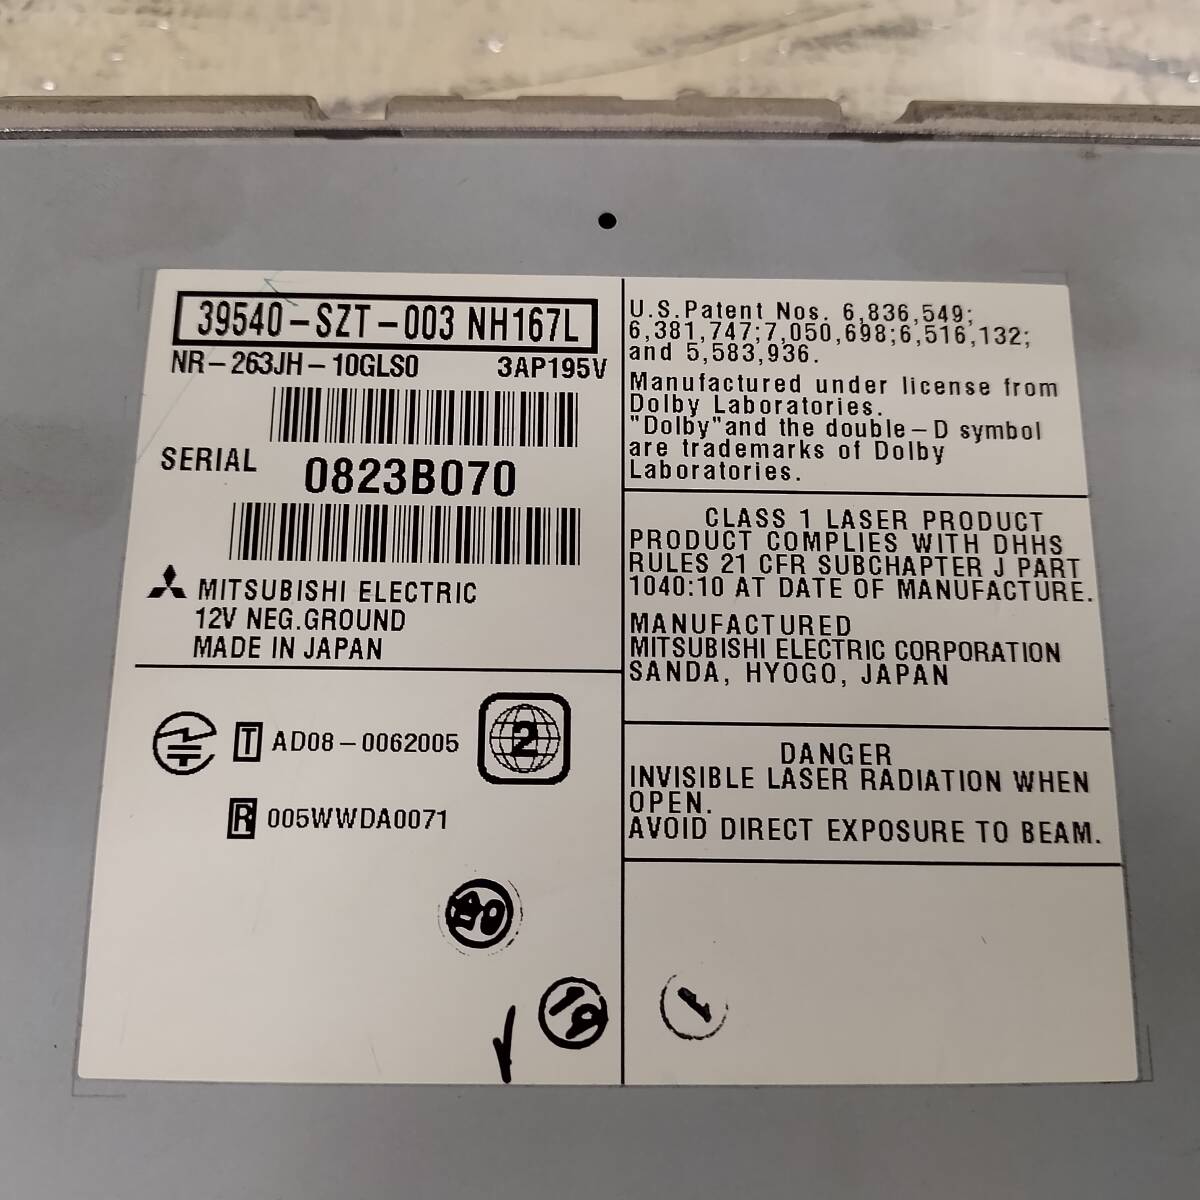 39540-SZT-003 NH167L
NR-263JH-10GLS0 3AP195V
SERIAL 0823B070
MITSUBISHI ELECTRIC
12V NEG.GROUND
MADE IN JAPAN
T AD08-0062005
2
R 005WWDA0071
19
U.S.Patent Nos. 6,836,549;
6,381,747;7,050,698;6,516,132;
and 5,583,936.
Manufactured under license from
Dolby Laboratories.
"Dolby"and the double-D symbol
are trademarks of Dolby
Laboratories.
CLASS 1 LASER PRODUCT
PRODUCT COMPLIES WITH DHHS
RULES 21 CFR SUBCHAPTER J PART
1040:10 AT DATE OF MANUFACTURE.
MANUFACTURED
MITSUBISHI ELECTRIC CORPORATION
SANDA, HYOGO, JAPAN
DANGER
INVISIBLE LASER RADIATION WHEN
OPEN.
AVOID DIRECT EXPOSURE TO BEAM.